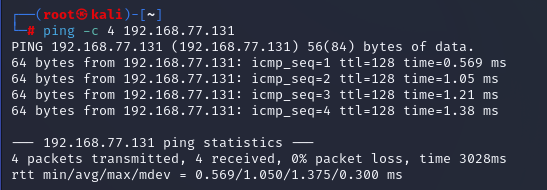 ┌──(root㉿kali)-[~]
└─# ping -c 4 192.168.77.131
PING 192.168.77.131 (192.168.77.131) 56(84) bytes of data.
64 bytes from 192.168.77.131: icmp_seq=1 ttl=128 time=0.569 ms
64 bytes from 192.168.77.131: icmp_seq=2 ttl=128 time=1.05 ms
64 bytes from 192.168.77.131: icmp_seq=3 ttl=128 time=1.21 ms
64 bytes from 192.168.77.131: icmp_seq=4 ttl=128 time=1.38 ms

--- 192.168.77.131 ping statistics ---
4 packets transmitted, 4 received, 0% packet loss, time 3028ms
rtt min/avg/max/mdev = 0.569/1.050/1.375/0.300 ms